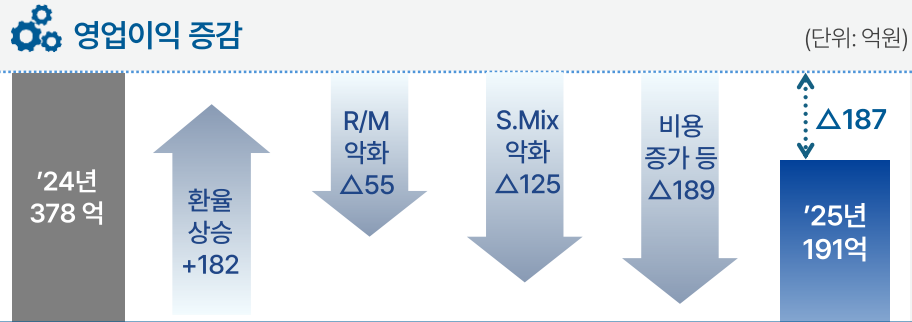 영업이익 증감
(단위: 억원)
’24년
378 억
환율
상승
+182
R/M
악화
△55
S.Mix
악화
△125
비용
증가 등
△189
△187
’25년
191억